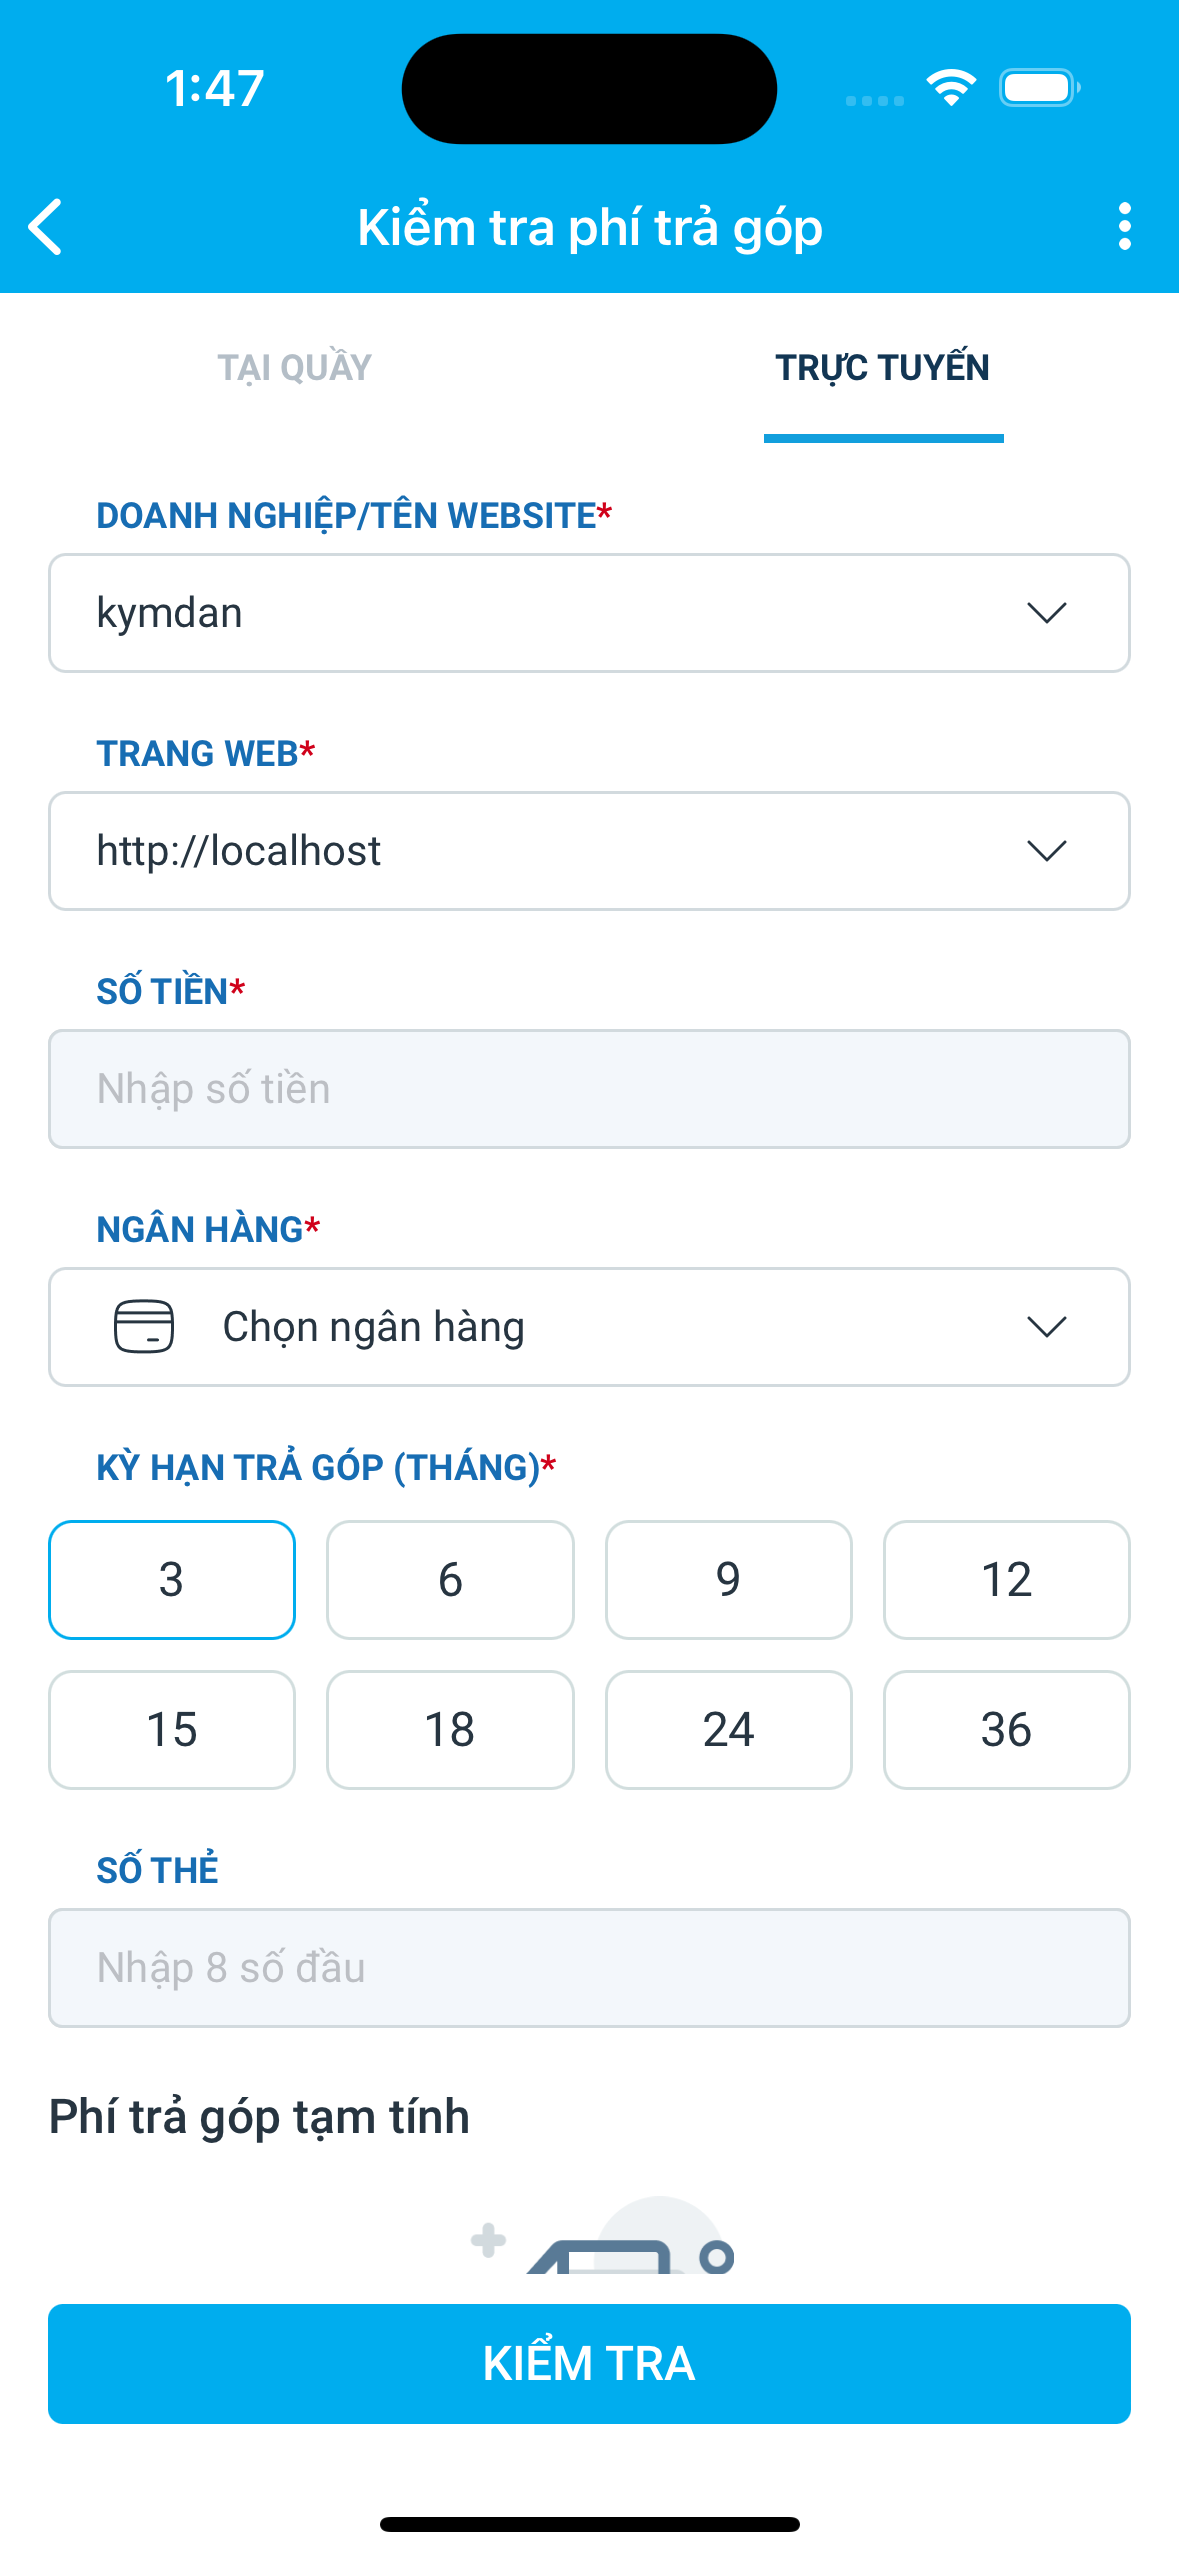 1:47
Kiểm tra phí trả góp
TẠI QUẦY
TRỰC TUYẾN
DOANH NGHIỆP/TÊN WEBSITE*
kymdan
TRANG WEB*
http://localhost
SỐ TIỀN*
Nhập số tiền
NGÂN HÀNG*
Chọn ngân hàng
KỲ HẠN TRẢ GÓP (THÁNG)*
3 6 9 12
15 18 24 36
SỐ THẺ
Nhập 8 số đầu
Phí trả góp tạm tính
KIỂM TRA